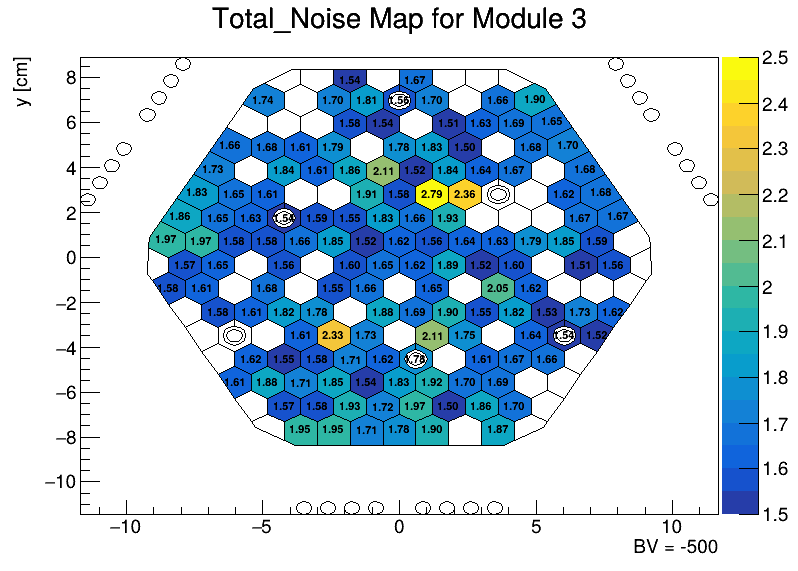 Total_Noise Map for Module 3
y [cm]
8 1.54 1.67 2.5
1.74 1.70 1.81 1.56 1.70 1.66 1.90
2.4
6 1.58 1.54 1.51 1.63 1.69 1.65
1.66 1.68 1.61 1.79 1.78 1.83 1.50 1.68 1.70 2.3
4 1.73 1.84 1.61 1.86 2.11 1.52 1.84 1.64 1.67 1.68
1.83 1.65 1.61 1.91 1.58 2.79 2.36 1.62 1.68 2.2
2 1.86 1.65 1.63 1.54 1.59 1.55 1.83 1.66 1.93 1.67 1.67
1.97 1.97 1.58 1.58 1.66 1.85 1.52 1.62 1.56 1.64 1.63 1.79 1.85 1.59 2.1
0 1.57 1.65 1.56 1.60 1.65 1.62 1.89 1.52 1.60 1.51 1.56
2
1.58 1.61 1.68 1.55 1.66 1.65 2.05 1.62
−2 1.58 1.61 1.82 1.78 1.88 1.69 1.90 1.55 1.82 1.53 1.73 1.62 1.9
1.61 2.33 1.73 2.11 1.75 1.64 1.54 1.52
−4 1.62 1.55 1.58 1.71 1.62 1.78 1.61 1.67 1.66 1.8
1.61 1.88 1.71 1.85 1.54 1.83 1.92 1.70 1.69
−6 1.57 1.58 1.93 1.72 1.97 1.50 1.86 1.70 1.7
1.95 1.95 1.71 1.78 1.90 1.87
−8
1.6
−10
1.5
−10 −5 0 5 10
BV = -500